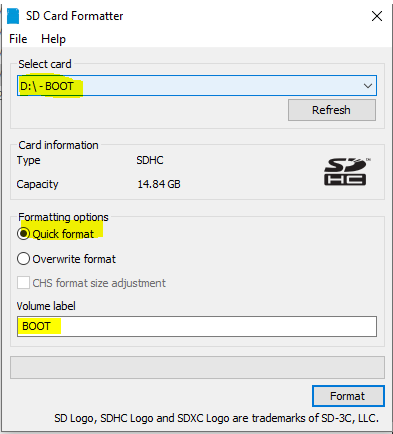 SD Card Formatter
File Help
Select card
D:\ - BOOT
Refresh
Card information
Type SDHC
Capacity 14.84 GB
SD HC
Formatting options
Quick format
Overwrite format
CHS format size adjustment
Volume label
BOOT
Format
SD Logo, SDHC Logo and SDXC Logo are trademarks of SD-3C, LLC.